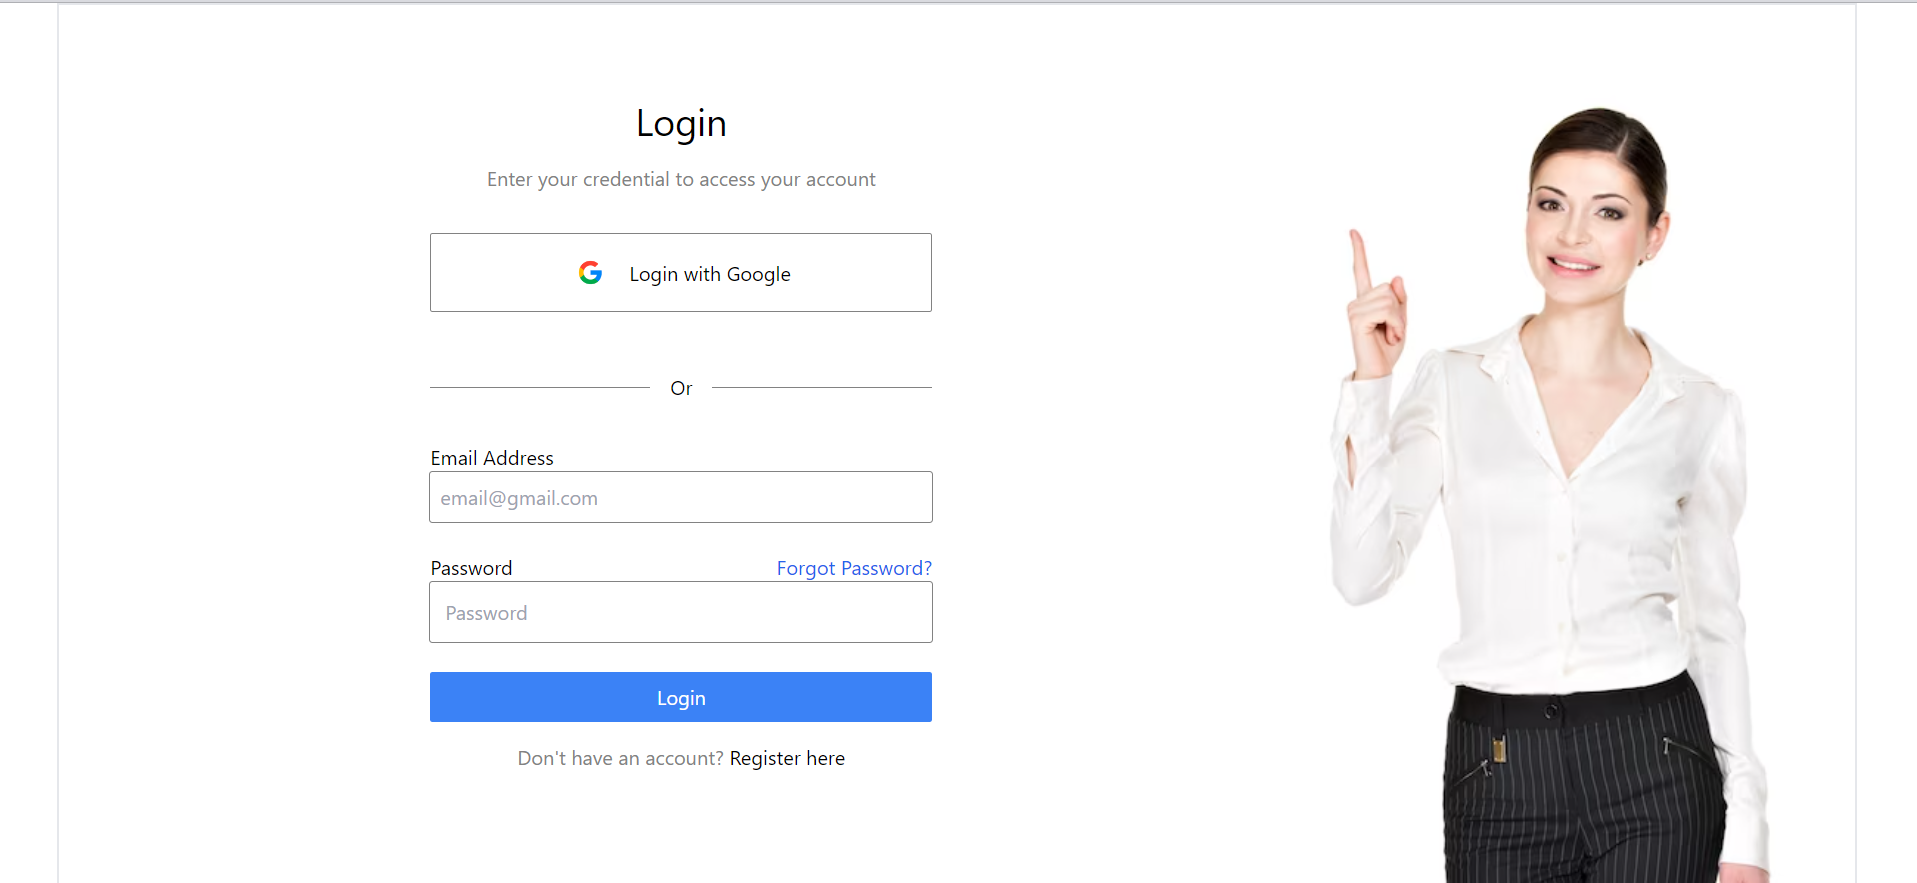 Login
Enter your credential to access your account
Login with Google
Or
Email Address
email@gmail.com
Password Forgot Password?
Password
Login
Don't have an account? Register here